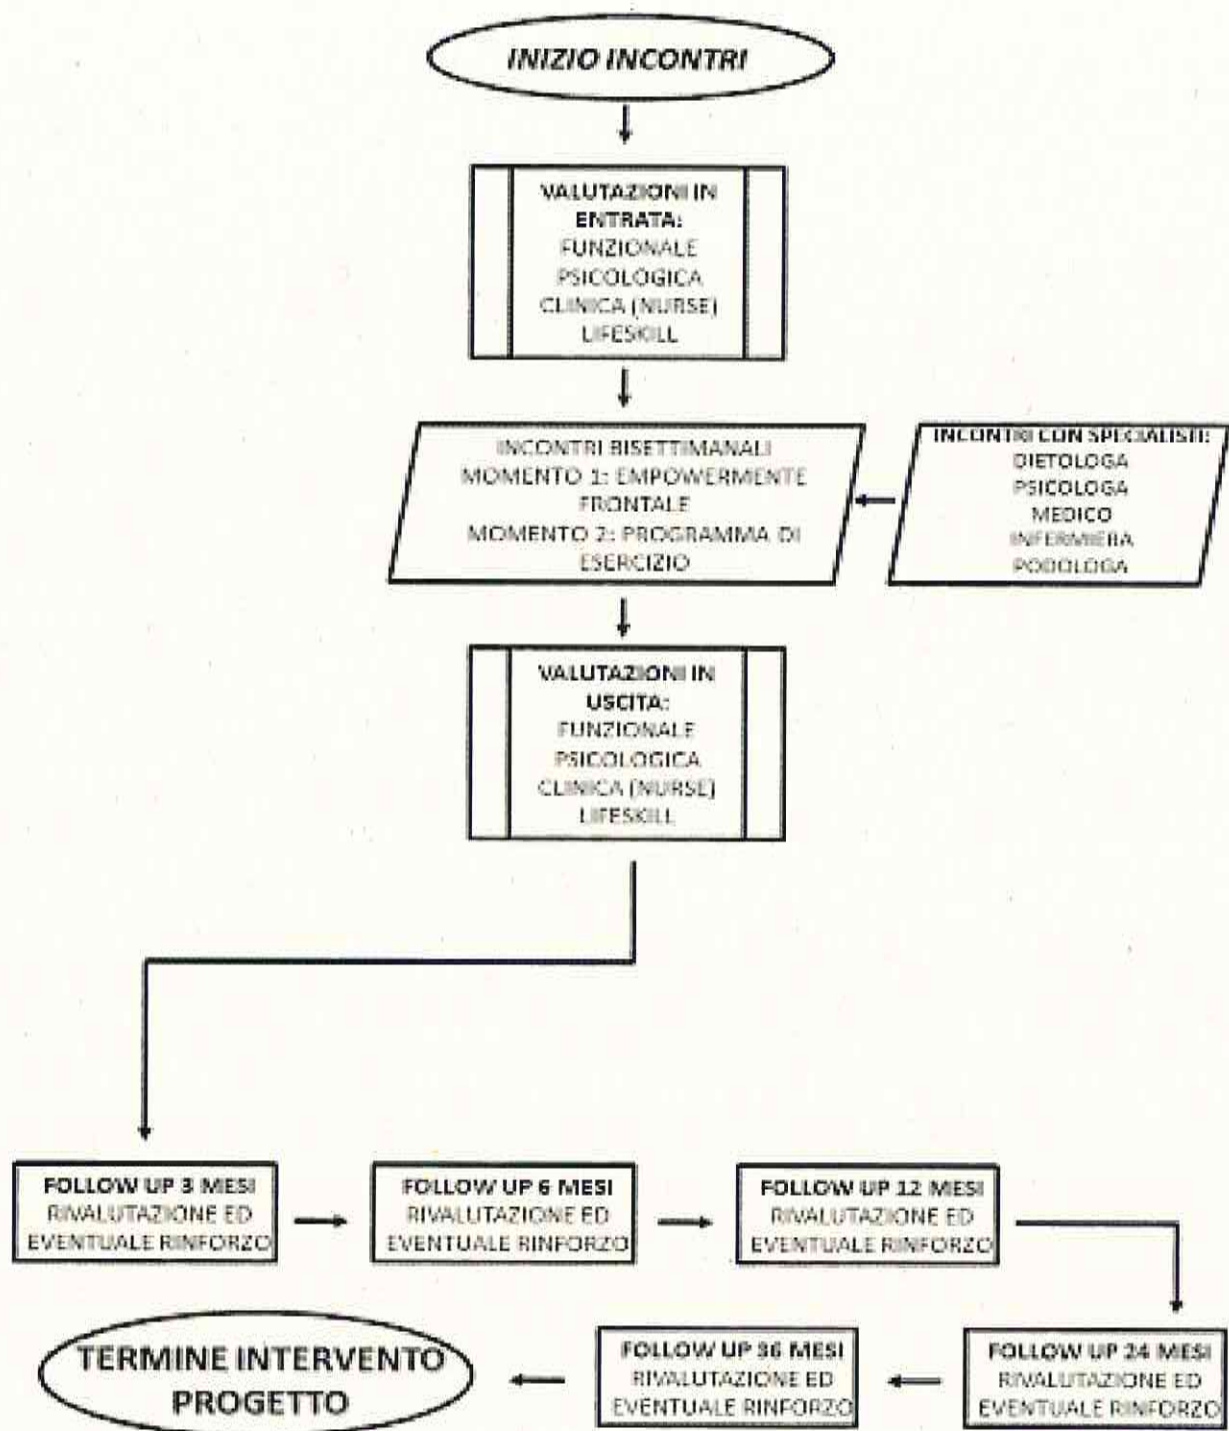 INIZIO INCONTRI
VALUTAZIONI IN
ENTRATA:
FUNZIONALE
PSICOLOGICA
CLINICA (NURSE)
LIFESKILL
INCONTRI BISETTIMANALI
MOMENTO 1: EMPOWERMENTE
FRONTALE
MOMENTO 2: PROGRAMMA DI
ESERCIZIO
INCONTRI CON SPECIALISTI:
DIETOLOGA
PSICOLOGA
MEDICO
INFERMIERA
PODOLOGA
VALUTAZIONI IN
USCITA:
FUNZIONALE
PSICOLOGICA
CLINICA (NURSE)
LIFESKILL
FOLLOW UP 3 MESI
RIVALUTAZIONE ED
EVENTUALE RINFORZO
FOLLOW UP 6 MESI
RIVALUTAZIONE ED
EVENTUALE RINFORZO
FOLLOW UP 12 MESI
RIVALUTAZIONE ED
EVENTUALE RINFORZO
FOLLOW UP 24 MESI
RIVALUTAZIONE ED
EVENTUALE RINFORZO
FOLLOW UP 36 MESI
RIVALUTAZIONE ED
EVENTUALE RINFORZO
TERMINE INTERVENTO
PROGETTO